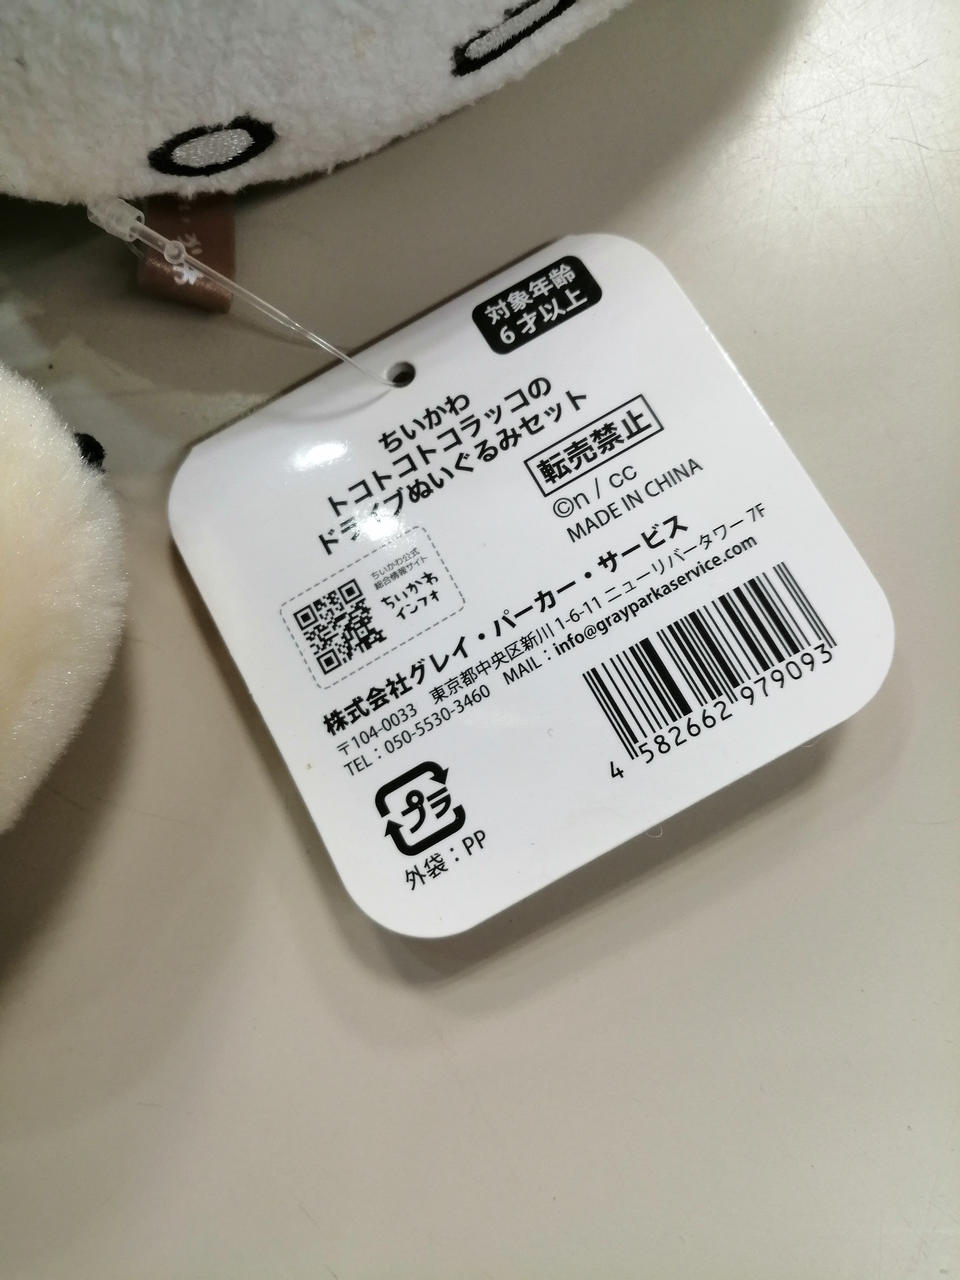 対象年齢
6才以上
ちいかわ
トコトコトコラッコの
ドライブぬいぐるみセット
転売禁止
©n / cc
MADE IN CHINA
ちいかわ公式
総合情報サイト
ちいかわ
インフォ
株式会社グレイ・パーカー・サービス
〒104-0033 東京都中央区新川 1-6-11 ニューリバータワー 7F
TEL：050-5530-3460 MAIL：info@grayparkaservice.com
4 582662 979093
プラ
外袋：PP